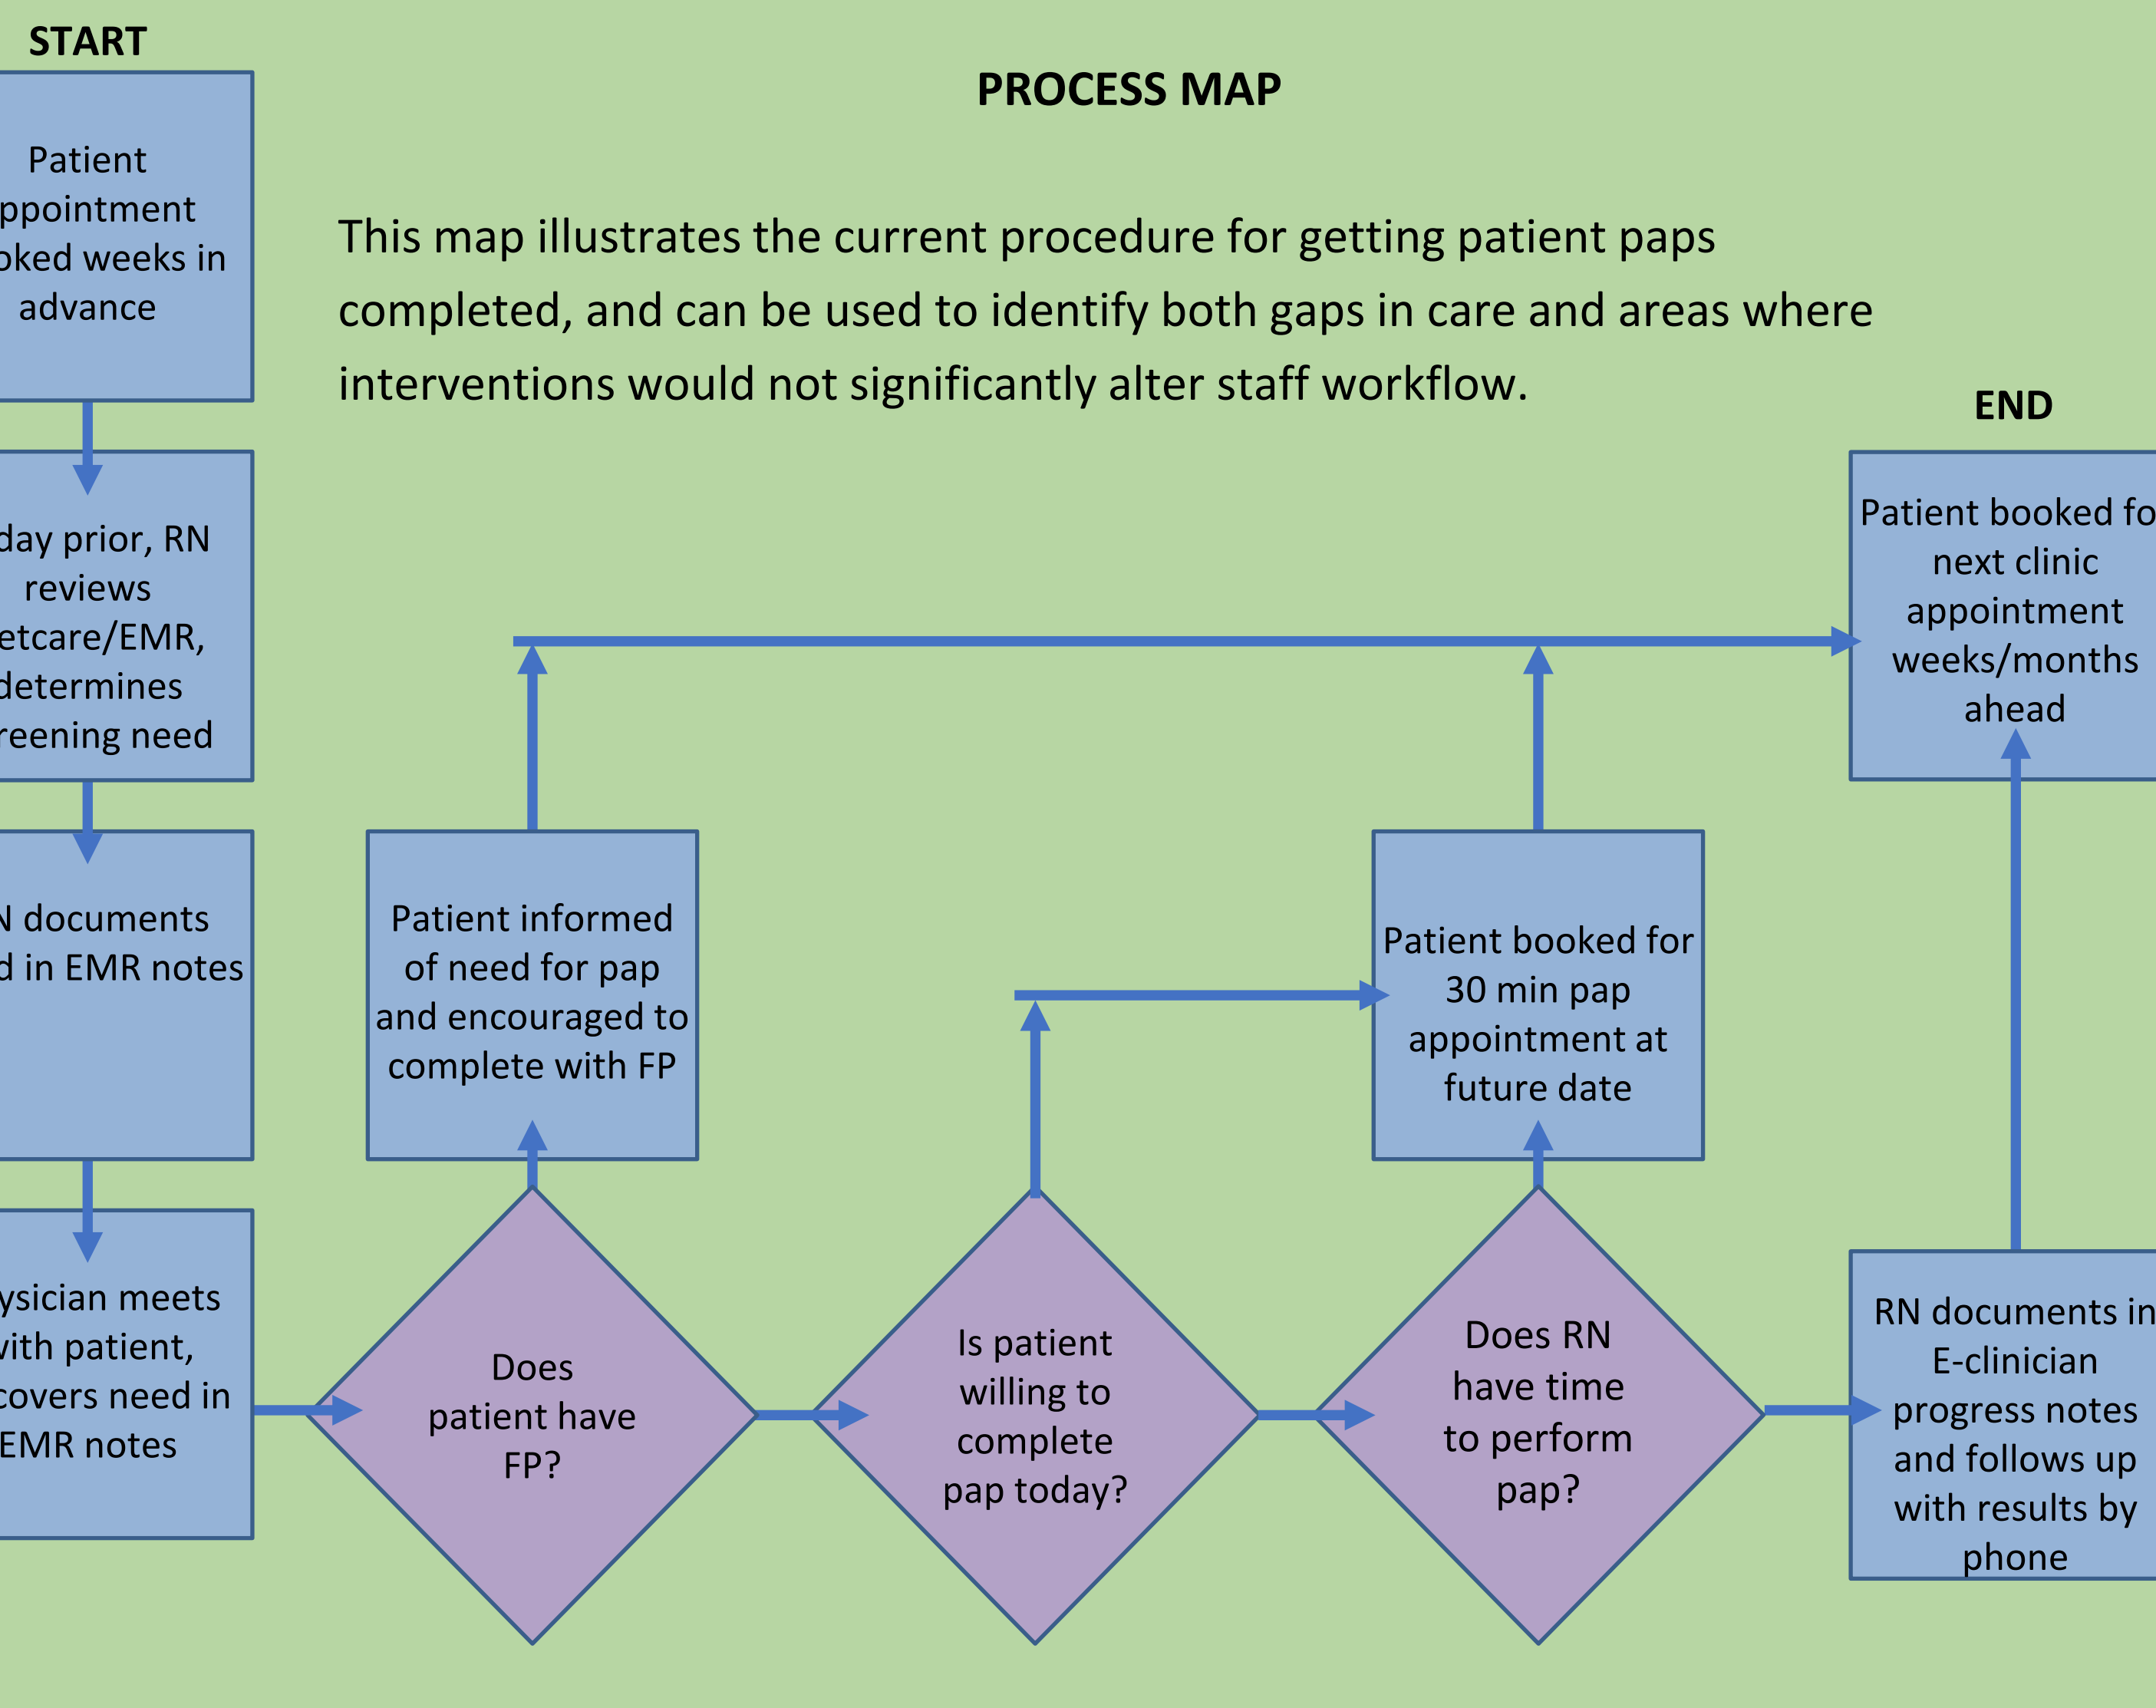 START
PROCESS MAP
Patient
ppointment
oked weeks in
advance
This map illustrates the current procedure for getting patient paps
completed, and can be used to identify both gaps in care and areas where
interventions would not significantly alter staff workflow.
day prior, RN
reviews
etcare/EMR,
determines
reening need
N documents
d in EMR notes
ysician meets
with patient,
covers need in
EMR notes
Does
patient have
FP?
Patient informed
of need for pap
and encouraged to
complete with FP
Is patient
willing to
complete
pap today?
Does RN
have time
to perform
pap?
Patient booked for
30 min pap
appointment at
future date
RN documents in
E-clinician
progress notes
and follows up
with results by
phone
END
Patient booked fo
next clinic
appointment
weeks/months
ahead